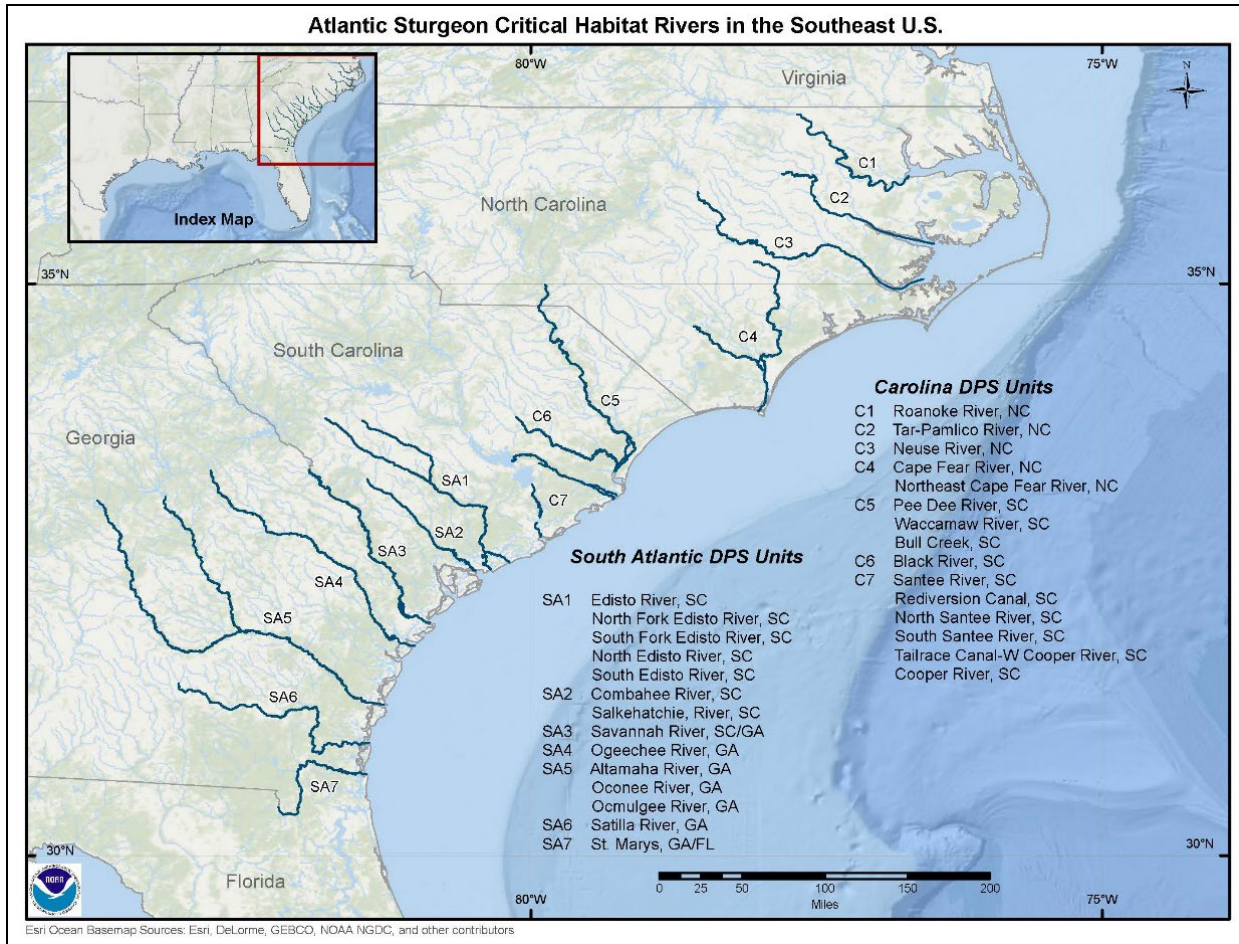 Atlantic Sturgeon Critical Habitat Rivers in the Southeast U.S.
80°W
75°W
Virginia
N
Index Map
North Carolina
C1
C2
C3
35°N
35°N
South Carolina
C4
C5
C6
Georgia
SA1
C7
SA2
SA3
SA4
SA5
SA6
SA7
Carolina DPS Units
C1 Roanoke River, NC
C2 Tar-Pamlico River, NC
C3 Neuse River, NC
C4 Cape Fear River, NC
Northeast Cape Fear River, NC
C5 Pee Dee River, SC
Waccamaw River, SC
Bull Creek, SC
C6 Black River, SC
C7 Santee River, SC
Rediversion Canal, SC
North Santee River, SC
South Santee River, SC
Tailrace Canal-W Cooper River, SC
Cooper River, SC
South Atlantic DPS Units
SA1 Edisto River, SC
North Fork Edisto River, SC
South Fork Edisto River, SC
North Edisto River, SC
South Edisto River, SC
SA2 Combahee River, SC
Salkehatchie, River, SC
SA3 Savannah River, SC/GA
SA4 Ogeechee River, GA
SA5 Altamaha River, GA
Oconee River, GA
Ocmulgee River, GA
SA6 Satilla River, GA
SA7 St. Marys, GA/FL
30°N
30°N
Florida
0 25 50 100 150 200
Miles
NOAA
80°W
75°W
Esri Ocean Basemap Sources: Esri, DeLorme, GEBCO, NOAA NGDC, and other contributors